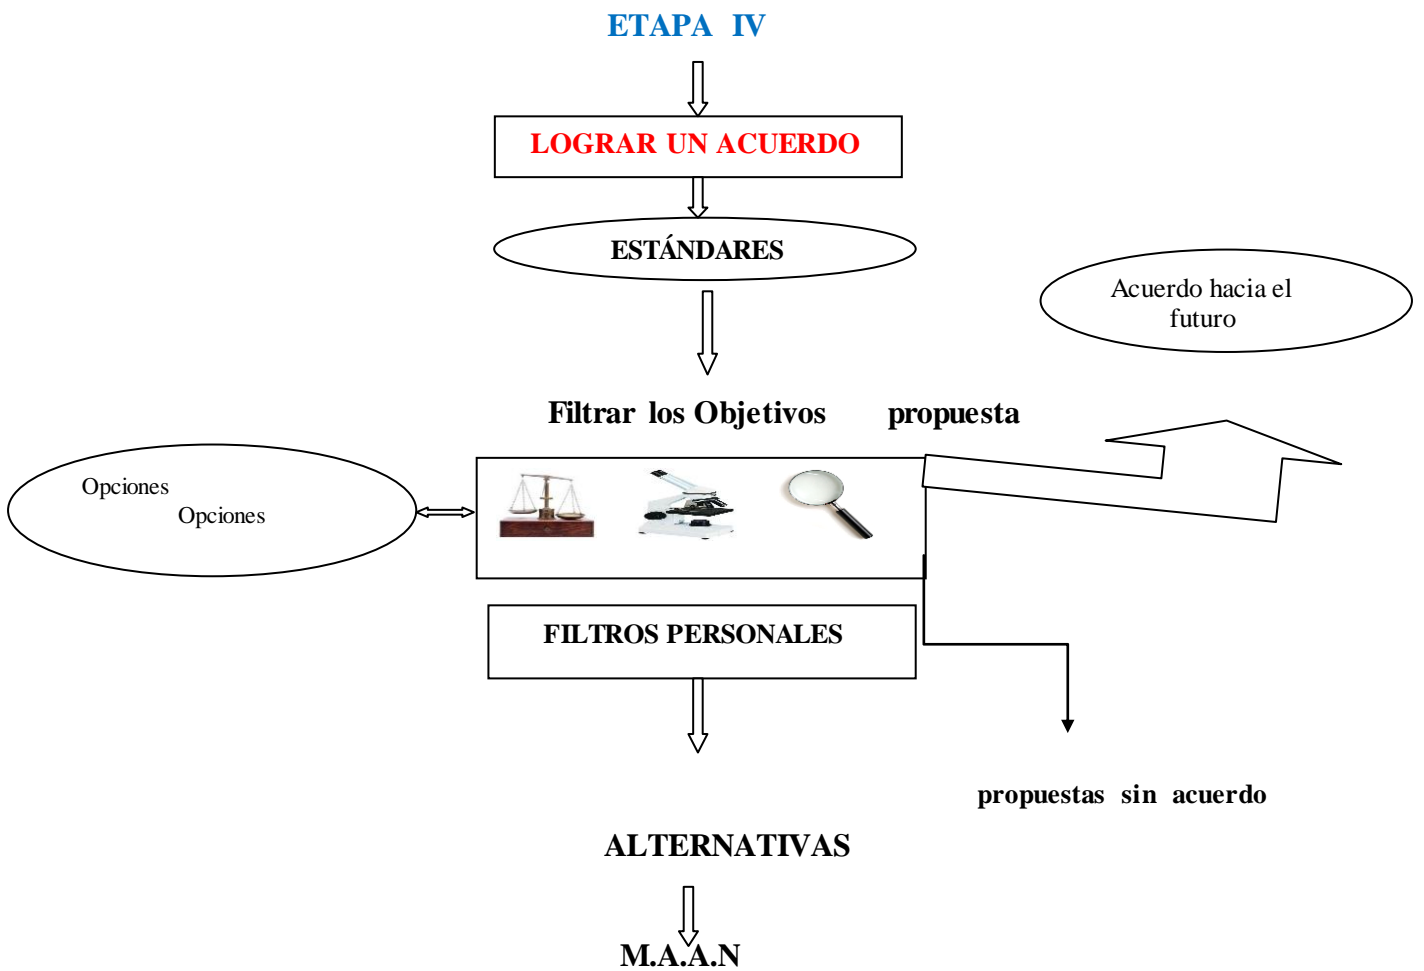 ETAPA IV
LOGRAR UN ACUERDO
ESTÁNDARES
Acuerdo hacia el
futuro
Filtrar los Objetivos propuesta
Opciones
Opciones
FILTROS PERSONALES
propuestas sin acuerdo
ALTERNATIVAS
M.A.A.N